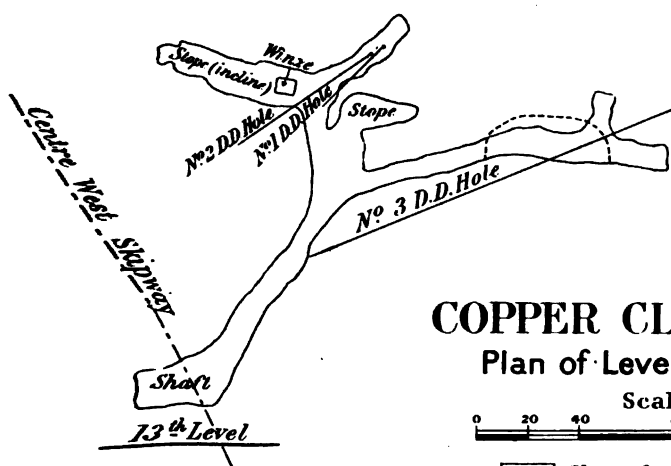 Winze
Stope (incline)
Stope
Nº 2 D.D. Hole
Nº 1 D.D. Hole
Centre West Skipway
Nº 3 D.D. Hole
COPPER CL
Plan of Leve
Scal
0 20 40
Shaft
13th Level